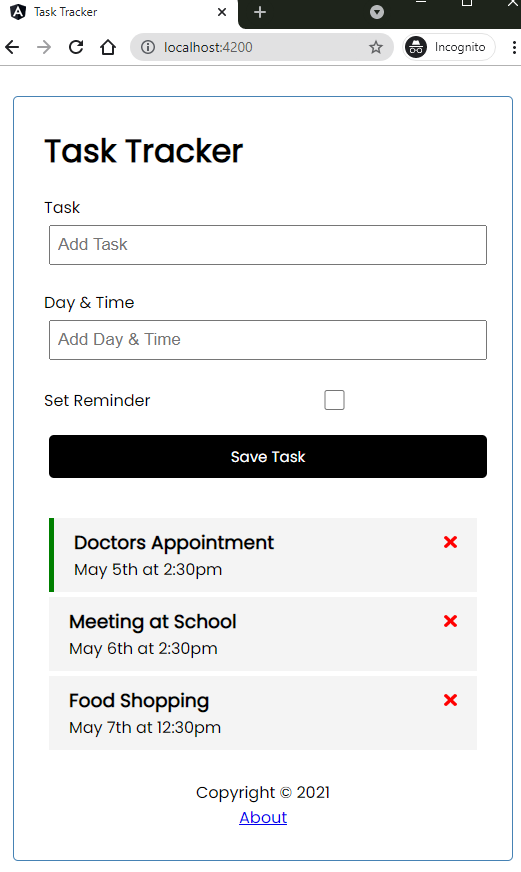 Task Tracker
localhost:4200
Incognito
Task Tracker
Task
Add Task
Day & Time
Add Day & Time
Set Reminder
Save Task
Doctors Appointment
May 5th at 2:30pm
Meeting at School
May 6th at 2:30pm
Food Shopping
May 7th at 12:30pm
Copyright © 2021
About